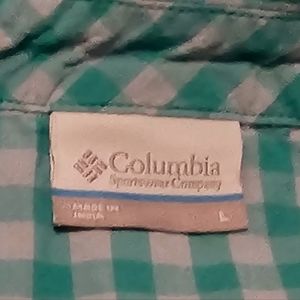 Columbia
Sportswear Company
MADE IN
INDIA
L